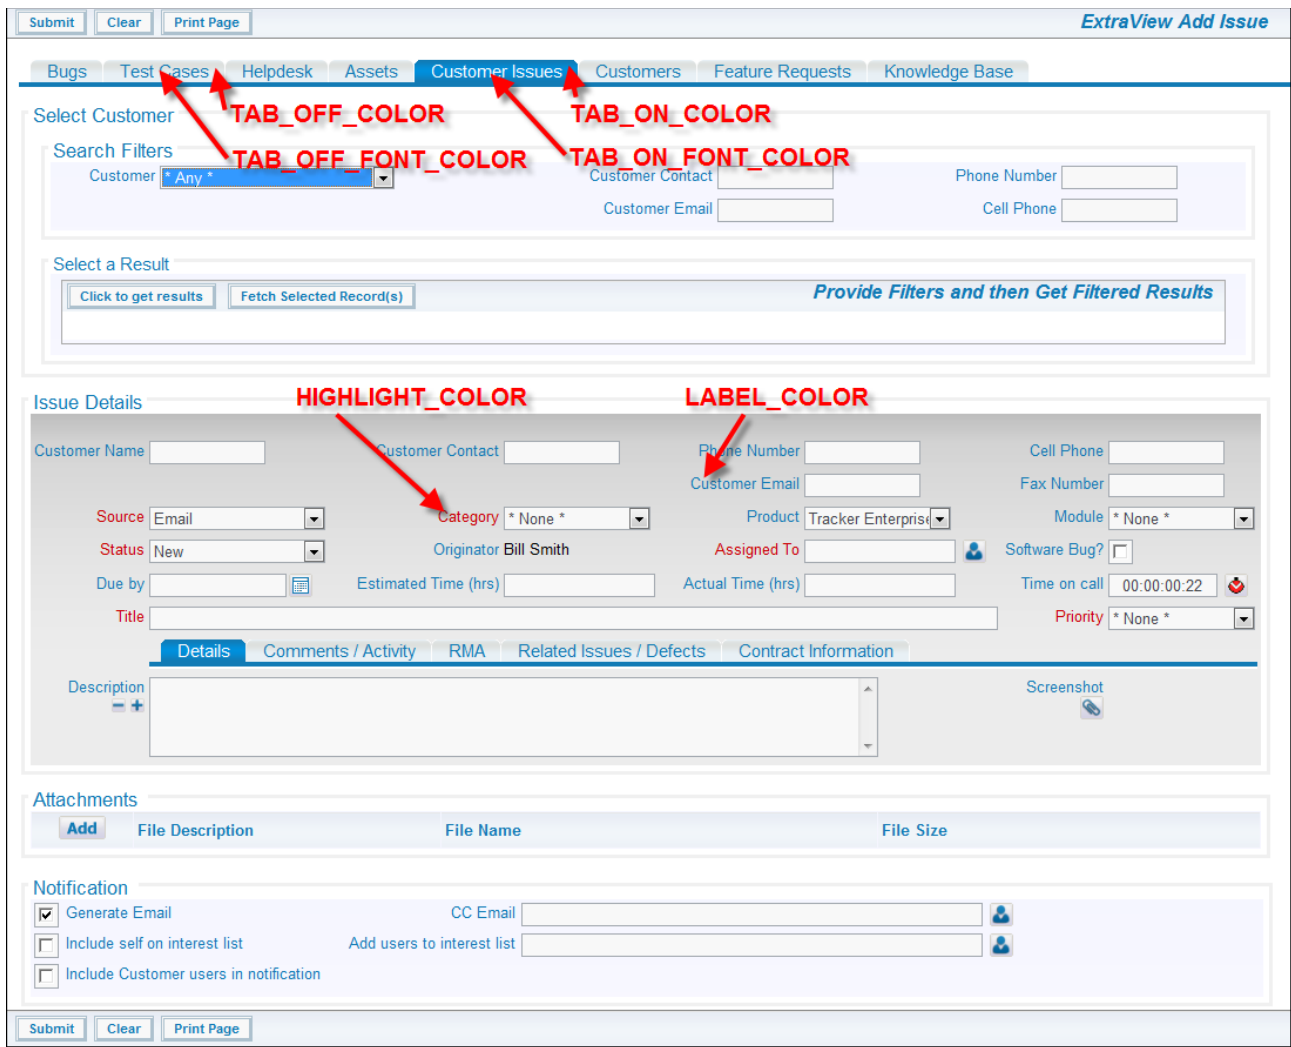 Submit Clear Print Page ExtraView Add Issue
Bugs Test Cases Helpdesk Assets Customer Issues Customers Feature Requests Knowledge Base
Select Customer TAB_OFF_COLOR TAB_ON_COLOR
Search Filters TAB_OFF_FONT_COLOR TAB_ON_FONT_COLOR
Customer * Any * Customer Contact Phone Number
Customer Email Cell Phone
Select a Result
Click to get results Fetch Selected Record(s) Provide Filters and then Get Filtered Results
HIGHLIGHT_COLOR LABEL_COLOR
Issue Details
Customer Name Customer Contact Phone Number Cell Phone
Customer Email Fax Number
Source Email Category * None * Product Tracker Enterprise Module * None *
Status New Originator Bill Smith Assigned To Software Bug?
Due by Estimated Time (hrs) Actual Time (hrs) Time on call 00:00:00:22
Title Priority * None *
Details Comments / Activity RMA Related Issues / Defects Contract Information
Description Screenshot
Attachments
Add File Description File Name File Size
Notification
Generate Email CC Email
Include self on interest list Add users to interest list
Include Customer users in notification
Submit Clear Print Page